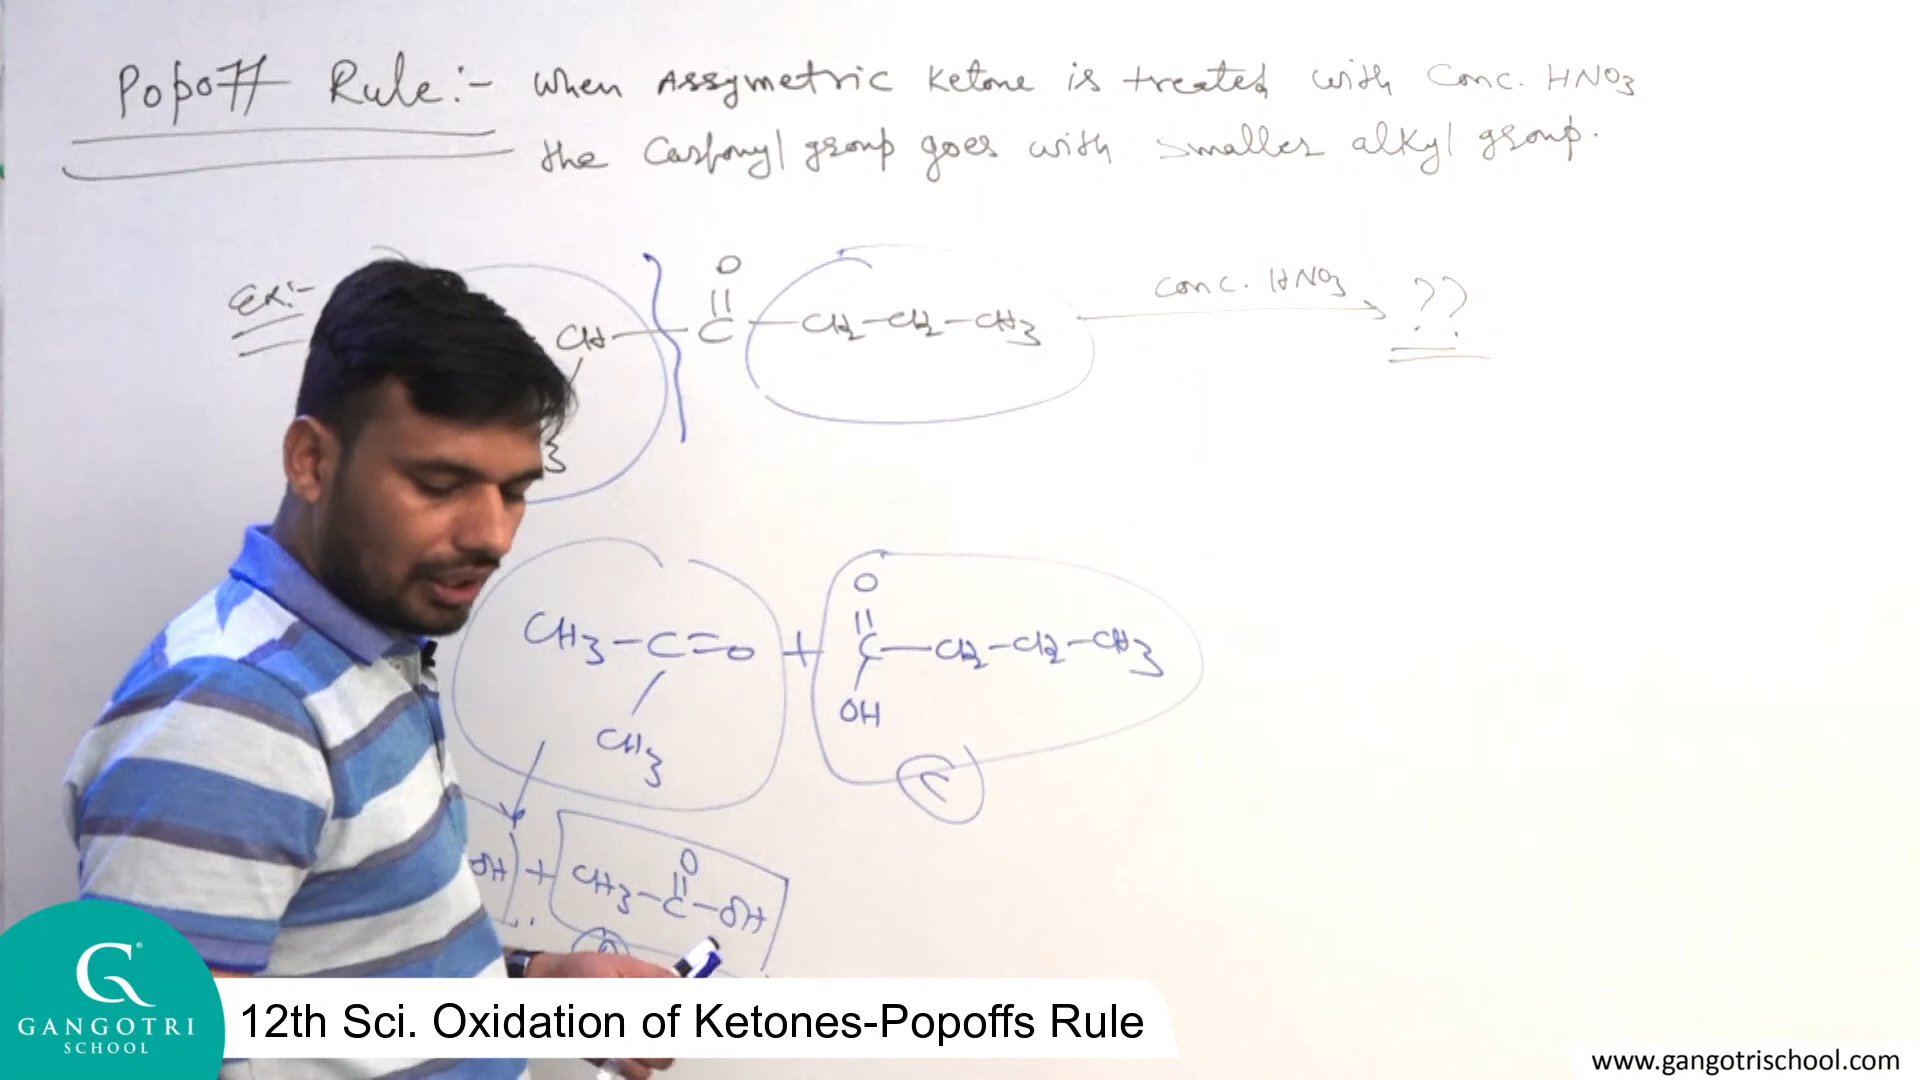 Popoff Rule:- When Assymetric Ketone is treated with Conc. HNO3
the Carbonyl group goes with smaller alkyl group.
Ex:-
CH-C-CH2-CH2-CH3
O
Conc. HNO3
??
3
CH3-C=O
CH3
+
O
C-CH2-CH2-CH3
OH
OH + CH3-C-OH
O
GANGOTRI
SCHOOL
12th Sci. Oxidation of Ketones-Popoffs Rule
www.gangotrischool.com